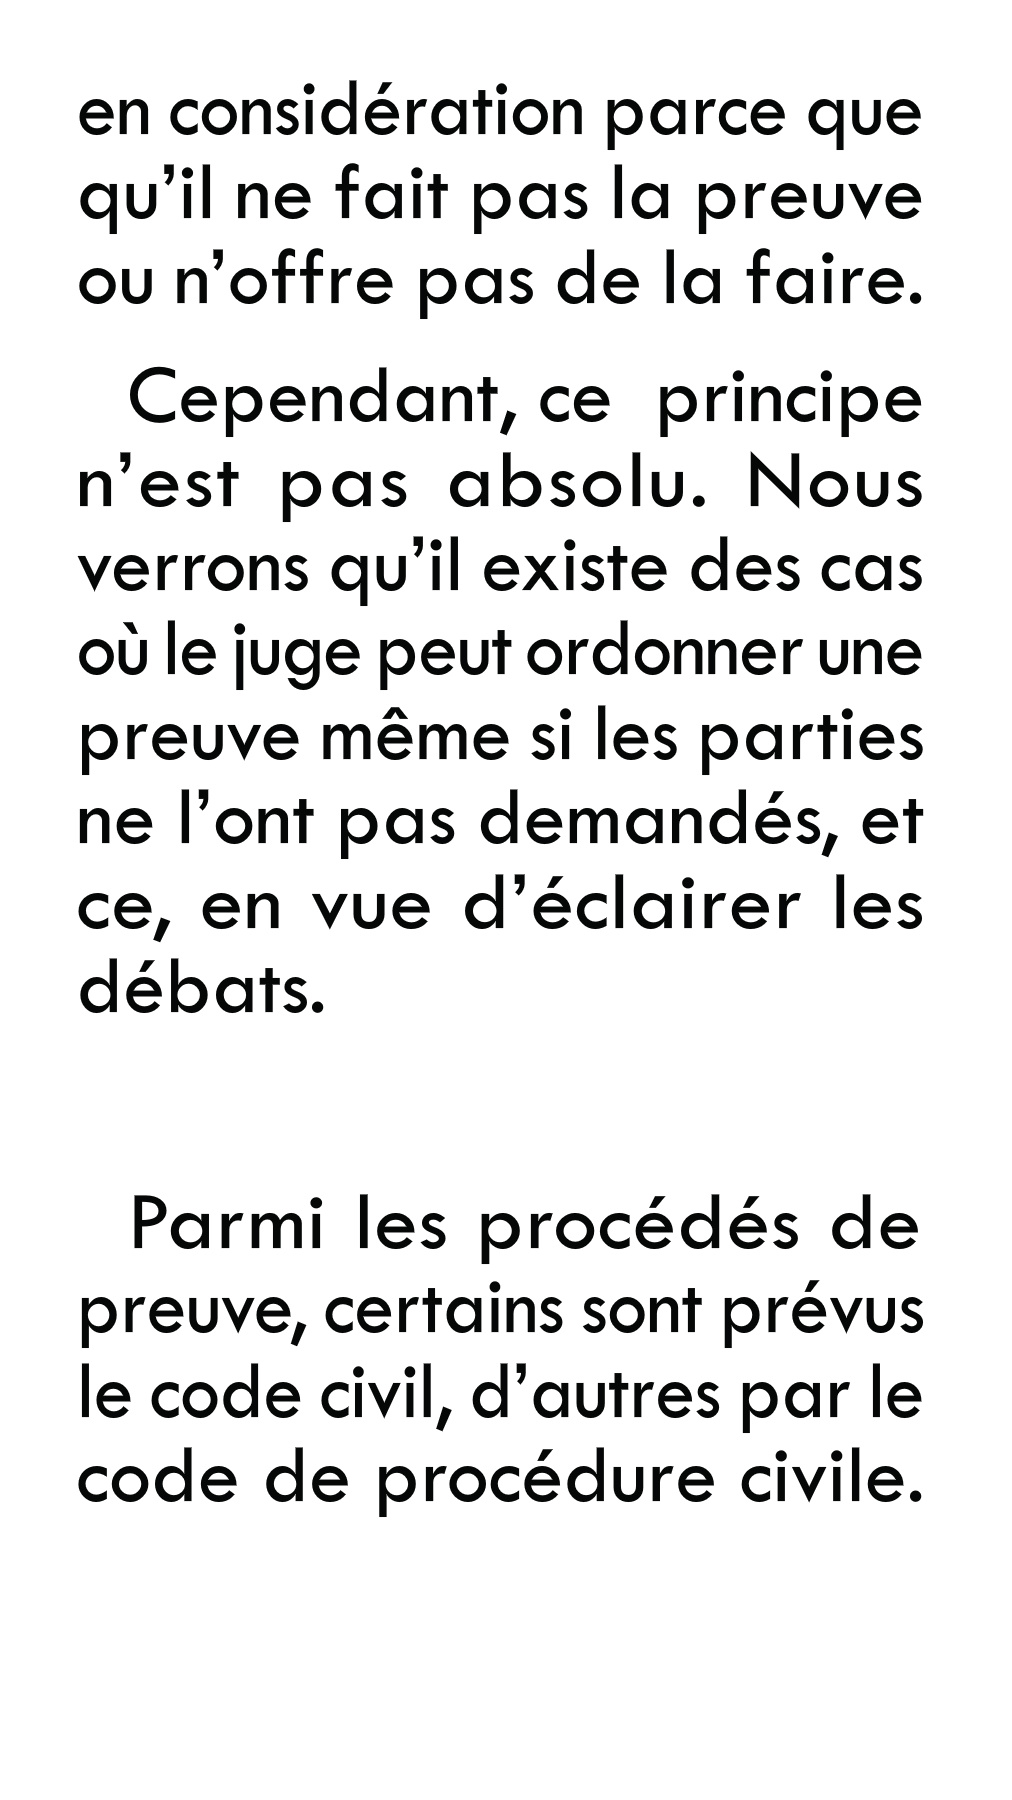 en considération parce que
qu’il ne fait pas la preuve
ou n’offre pas de la faire.
Cependant, ce principe
n’est pas absolu. Nous
verrons qu’il existe des cas
où le juge peut ordonner une
preuve même si les parties
ne l’ont pas demandés, et
ce, en vue d’éclairer les
débats.
Parmi les procédés de
preuve, certains sont prévus
le code civil, d’autres par le
code de procédure civile.